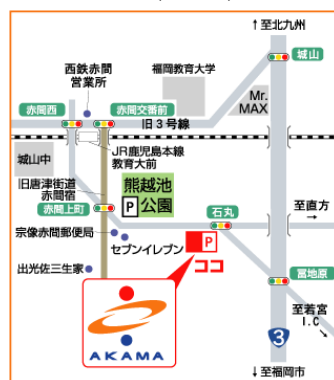 ↑至北九州
城山
西鉄赤間
営業所
福岡教育大学
Mr.
MAX
赤間西
赤間交番前
旧3号線
JR鹿児島本線
教育大前
城山中
旧唐津街道
赤間宿
熊越池
P公園
赤間上町
石丸
至直方
→
宗像赤間郵便局
セブンイレブン
P
ココ
出光佐三生家
冨地原
至若宮
I.C
AKAMA
3
↓至福岡市